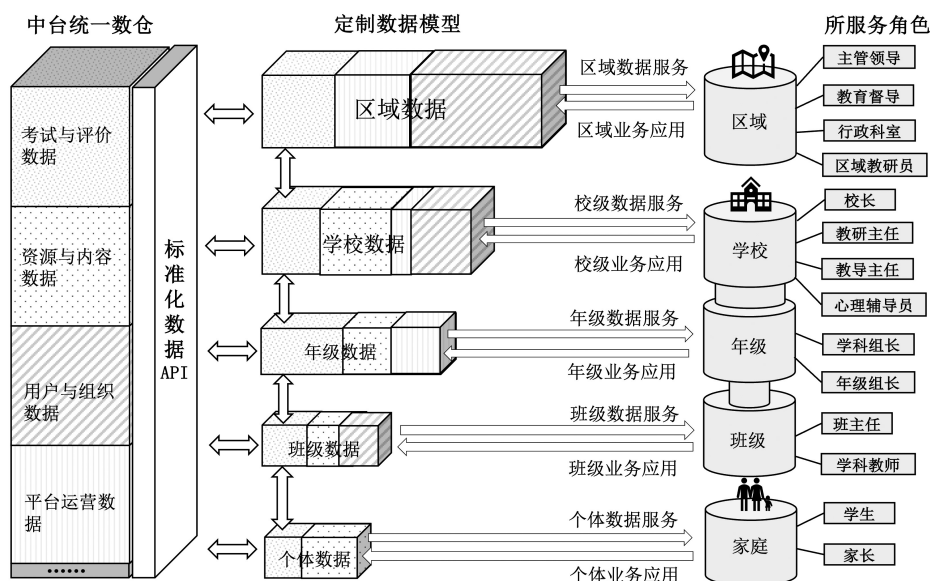 中台统一数仓
定制数据模型
所服务角色
考试与评价
数据
资源与内容
数据
用户与组织
数据
平台运营数
据
标
准
化
数
据
API
区域数据
学校数据
年级数据
班级数据
个体数据
区域数据服务
区域业务应用
校级数据服务
校级业务应用
年级数据服务
年级业务应用
班级数据服务
班级业务应用
个体数据服务
个体业务应用
区域
学校
年级
班级
家庭
主管领导
教育督导
行政科室
区域教研员
校长
教研主任
教导主任
心理辅导员
学科组长
年级组长
班主任
学科教师
学生
家长